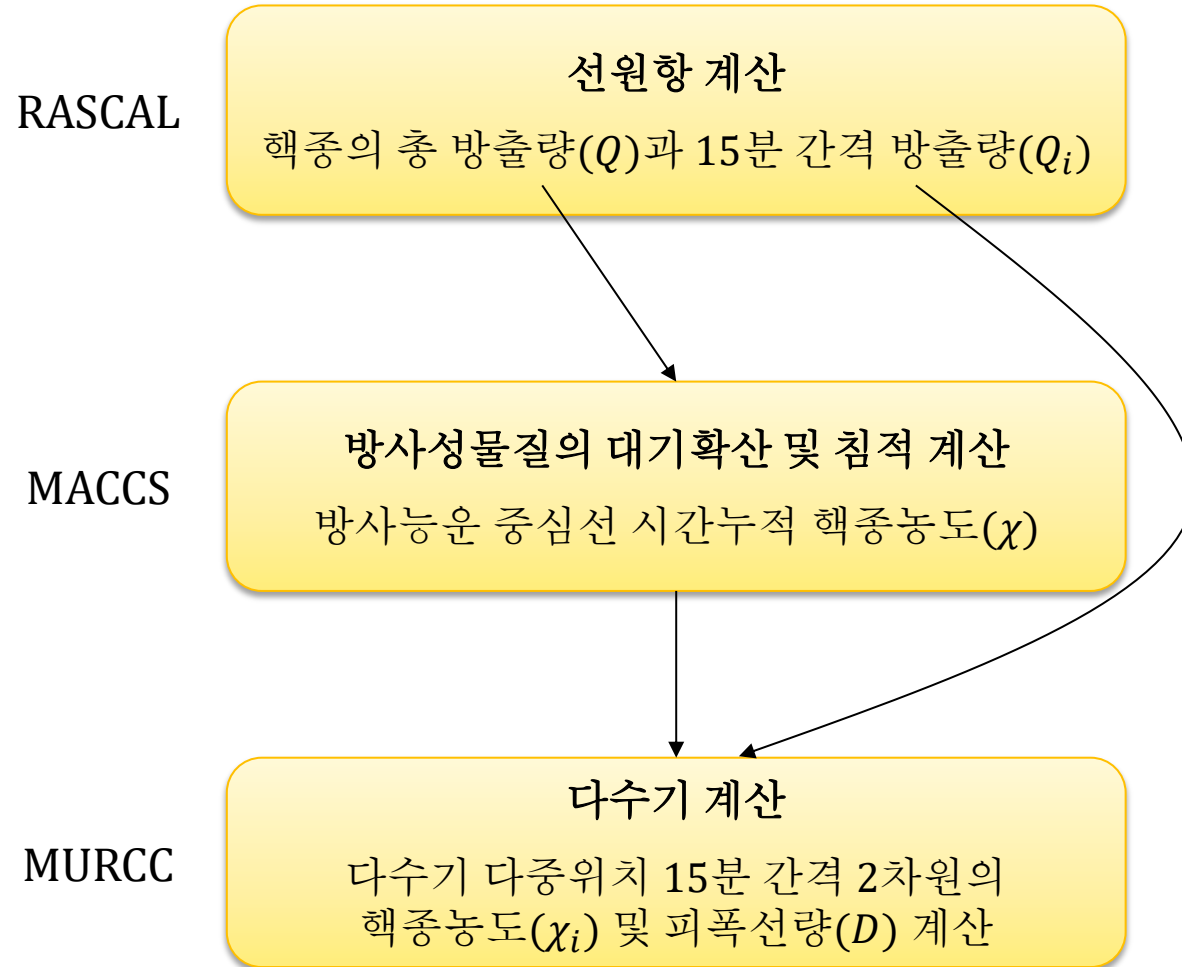 RASCAL
선원항 계산
핵종의 총 방출량(Q)과 15분 간격 방출량(Q_i)
MACCS
방사성물질의 대기확산 및 침적 계산
방사능운 중심선 시간누적 핵종농도(χ)
MURCC
다수기 계산
다수기 다중위치 15분 간격 2차원의
핵종농도(χ_i) 및 피폭선량(D) 계산